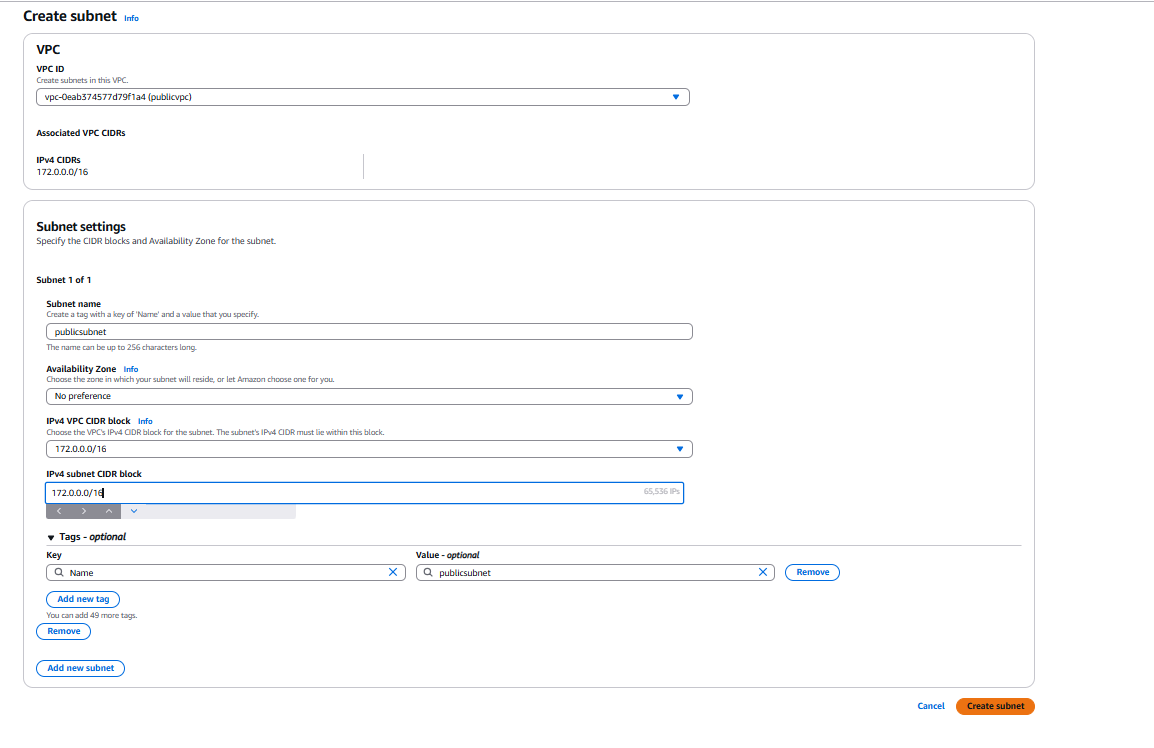 Create subnet Info
VPC
VPC ID
Create subnets in this VPC.
vpc-0eab374577d79f1a4 (publicvpc)
Associated VPC CIDRs
IPv4 CIDRs
172.0.0.0/16
Subnet settings
Specify the CIDR blocks and Availability Zone for the subnet.
Subnet 1 of 1
Subnet name
Create a tag with a key of 'Name' and a value that you specify.
publicsubnet
The name can be up to 256 characters long.
Availability Zone Info
Choose the zone in which your subnet will reside, or let Amazon choose one for you.
No preference
IPv4 VPC CIDR block Info
Choose the VPC's IPv4 CIDR block for the subnet. The subnet's IPv4 CIDR must lie within this block.
172.0.0.0/16
IPv4 subnet CIDR block
172.0.0.0/16 65,536 IPs
Tags - optional
Key Value - optional
Name publicsubnet Remove
Add new tag
You can add 49 more tags.
Remove
Add new subnet
Cancel Create subnet